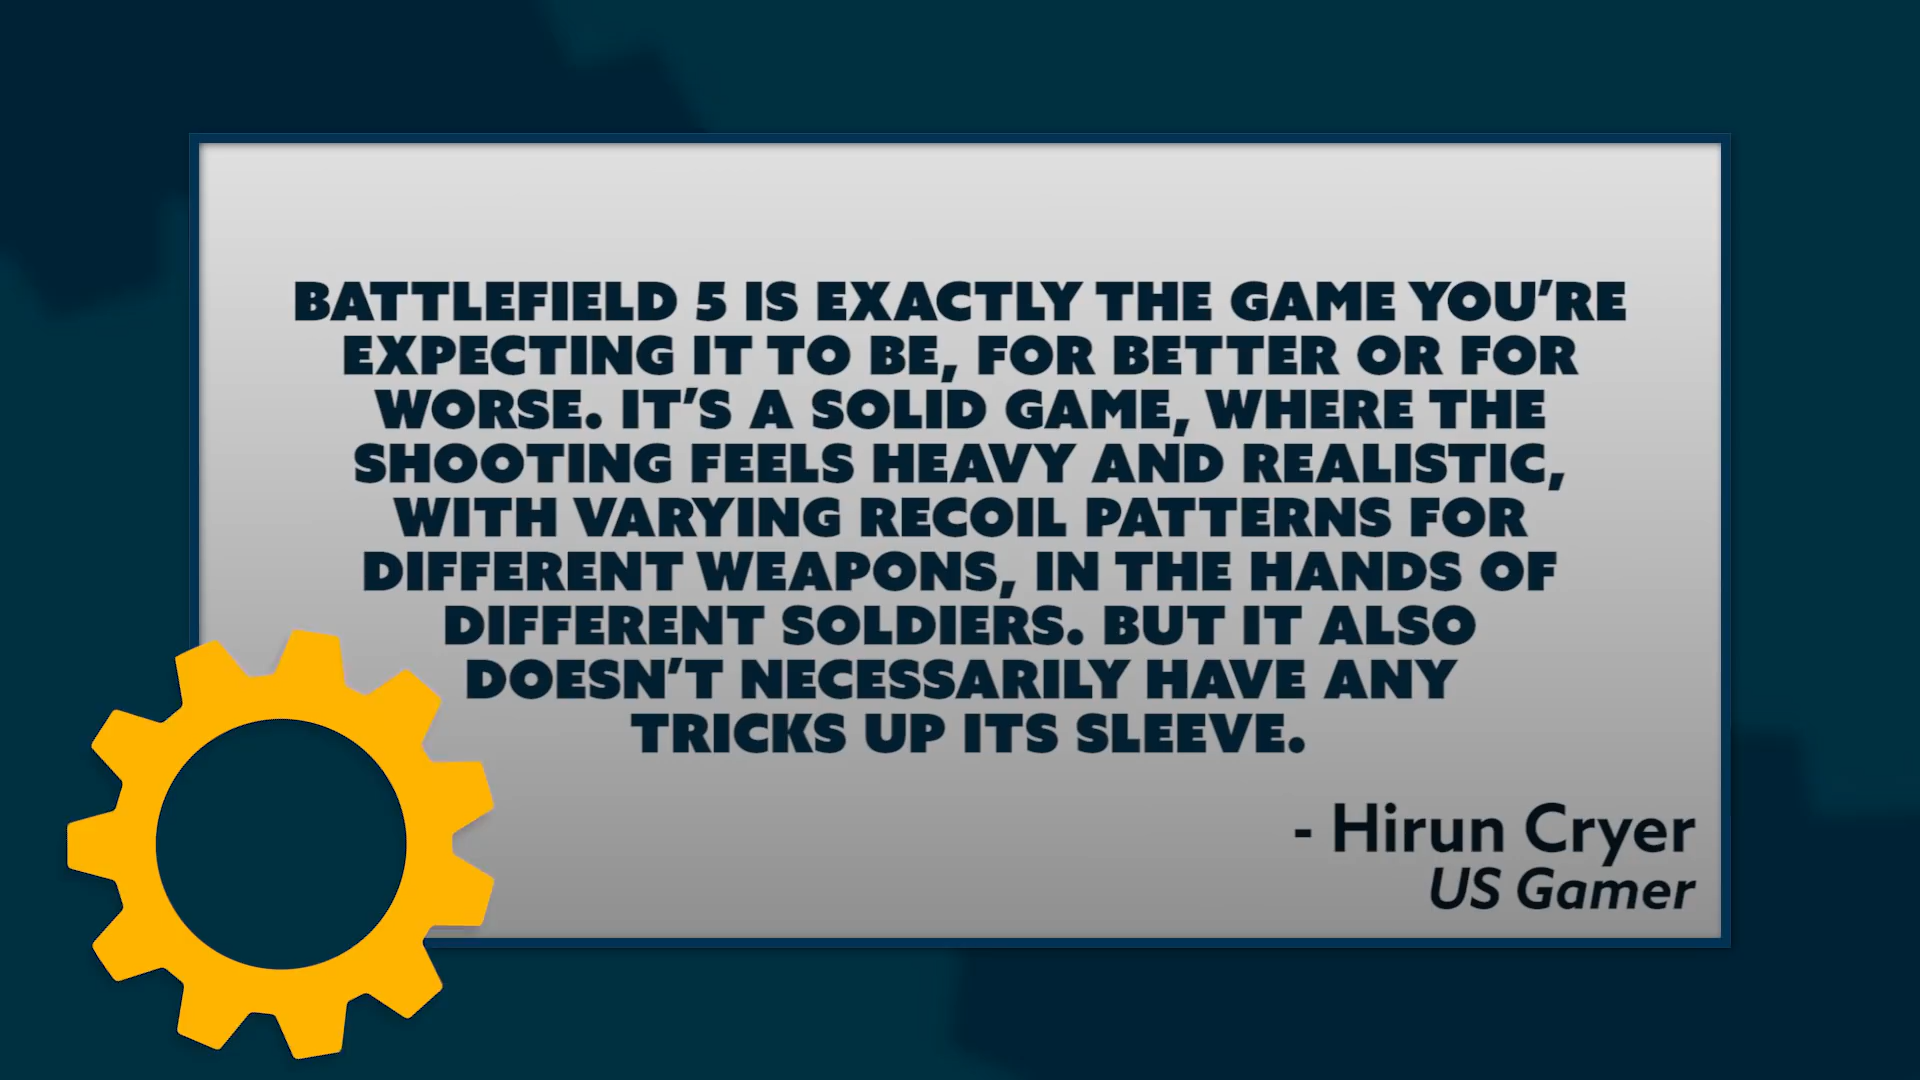 BATTLEFIELD 5 IS EXACTLY THE GAME YOU’RE
EXPECTING IT TO BE, FOR BETTER OR FOR
WORSE. IT’S A SOLID GAME, WHERE THE
SHOOTING FEELS HEAVY AND REALISTIC,
WITH VARYING RECOIL PATTERNS FOR
DIFFERENT WEAPONS, IN THE HANDS OF
DIFFERENT SOLDIERS. BUT IT ALSO
DOESN’T NECESSARILY HAVE ANY
TRICKS UP ITS SLEEVE.
- Hirun Cryer
US Gamer